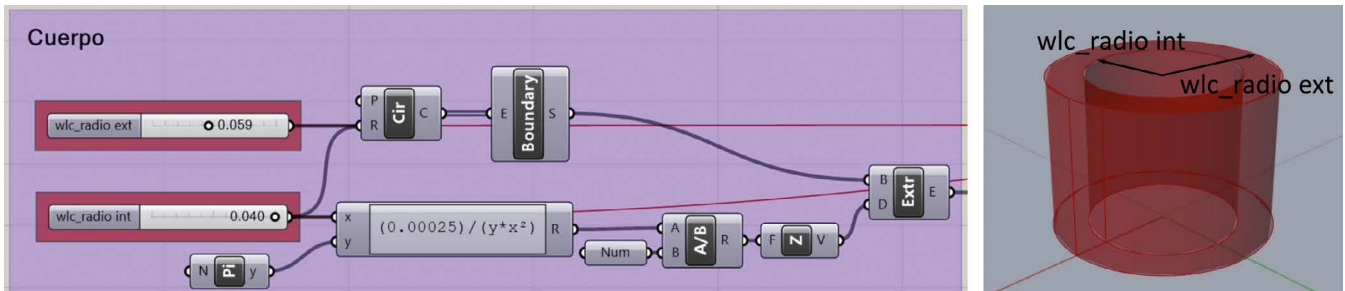 Cuerpo
wlc_radio ext 0.059
P
R
Cir
C
E
Boundary
S
wlc_radio int 0.040
x
y
(0.00025)/(y*x²)
R
N
Pi
y
Num
A
B
A/B
R
F
Z
V
B
D
Extr
E
wlc_radio int
wlc_radio ext